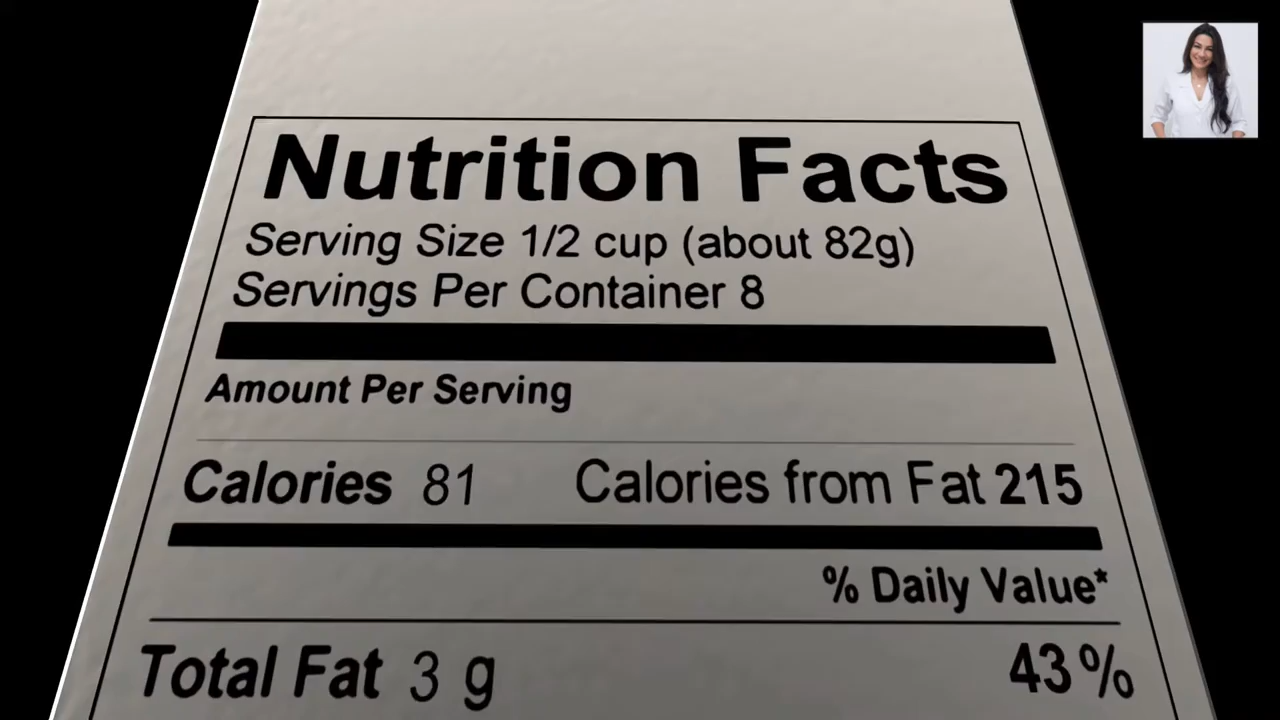 Nutrition Facts
Serving Size 1/2 cup (about 82g)
Servings Per Container 8
Amount Per Serving
Calories 81 Calories from Fat 215
% Daily Value*
Total Fat 3 g 43%